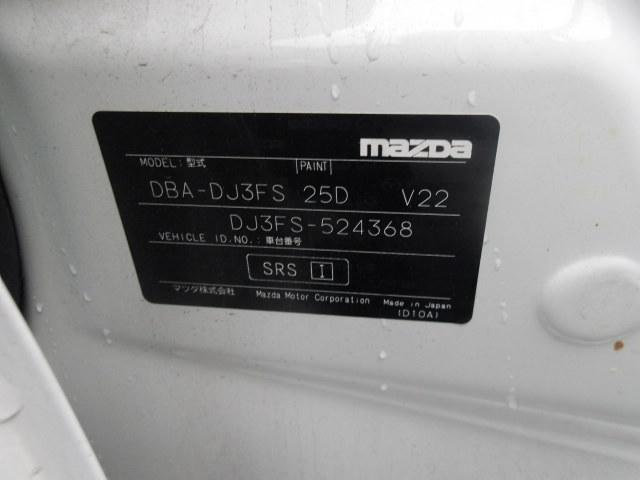 mazda
MODEL:型式 PAINT
DBA-DJ3FS 25D V22
DJ3FS-524368
VEHICLE ID.NO.:車台番号
SRS I
マツダ株式会社 Mazda Motor Corporation Made in Japan
(D10A)